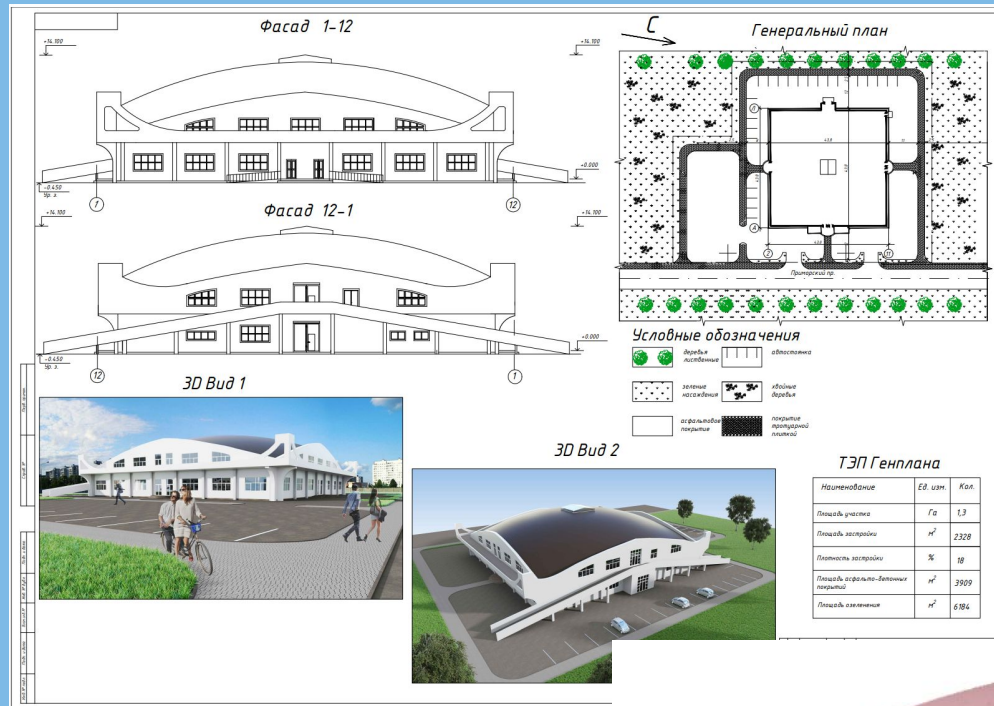 Фасад 1-12
+14.100
+14.100
+0.000
-0.450
Ур. з.
1
12
Фасад 12-1
+14.100
+14.100
+0.000
-0.450
Ур. з.
12
1
С
Генеральный план
Л
А
2
11
Приморский пр.
Условные обозначения
деревья лиственные
автостоянка
зеленые насаждения
хвойные деревья
асфальтовое покрытие
покрытие тротуарной плиткой
3D Вид 1
3D Вид 2
ТЭП Генплана
Наименование Ед. изм. Кол.
Площадь участка Га 1,3
Площадь застройки м² 2328
Плотность застройки % 18
Площадь асфальто-бетонных покрытий м² 3909
Площадь озеленения м² 6184